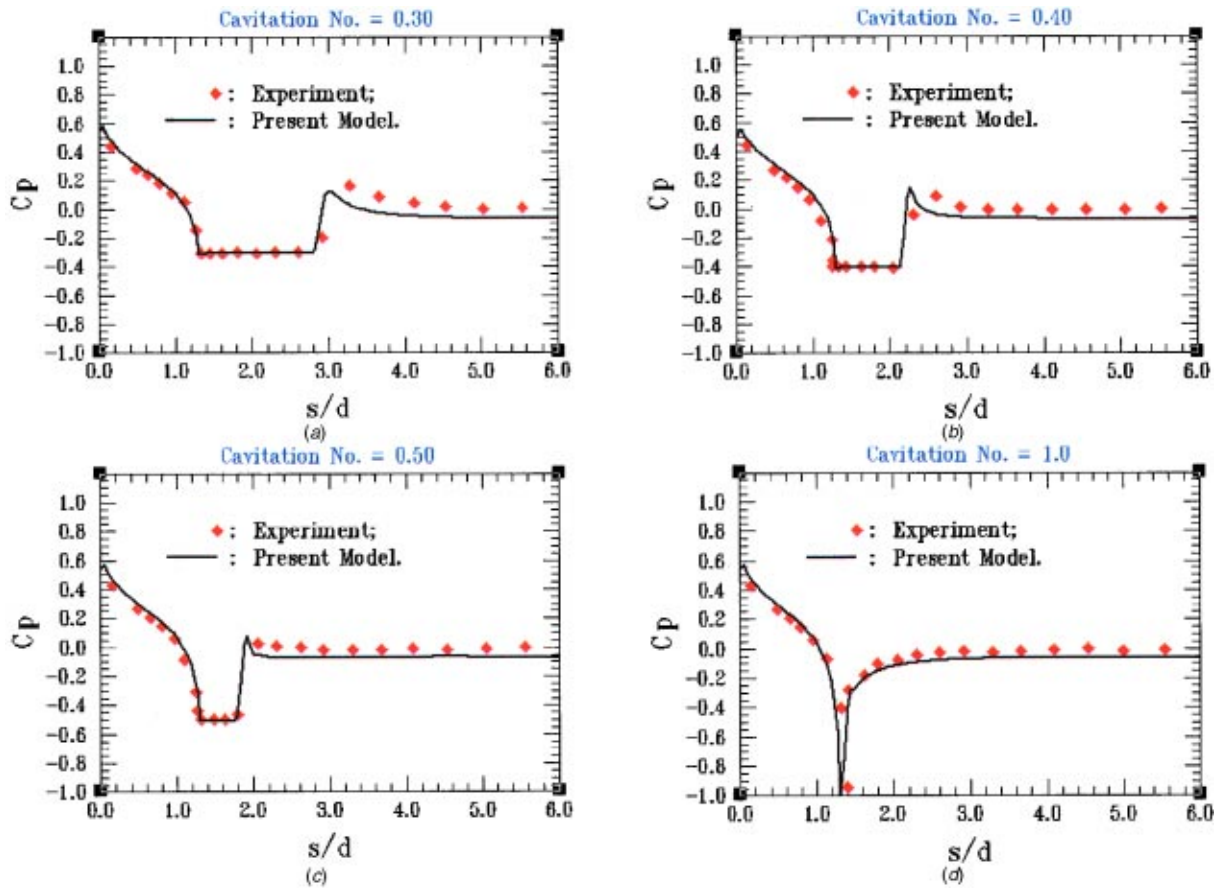 Cavitation No. = 0.30
1.0
0.8
0.6
0.4
0.2
0.0
−0.2
−0.4
−0.6
−0.8
−1.0
Cp
◆: Experiment;
— : Present Model.
0.0 1.0 2.0 3.0 4.0 5.0 6.0
s/d
(a)
Cavitation No. = 0.40
1.0
0.8
0.6
0.4
0.2
0.0
−0.2
−0.4
−0.6
−0.8
−1.0
Cp
◆: Experiment;
— : Present Model.
0.0 1.0 2.0 3.0 4.0 5.0 6.0
s/d
(b)
Cavitation No. = 0.50
1.0
0.8
0.6
0.4
0.2
0.0
−0.2
−0.4
−0.6
−0.8
−1.0
Cp
◆: Experiment;
— : Present Model.
0.0 1.0 2.0 3.0 4.0 5.0 6.0
s/d
(c)
Cavitation No. = 1.0
1.0
0.8
0.6
0.4
0.2
0.0
−0.2
−0.4
−0.6
−0.8
−1.0
Cp
◆: Experiment;
— : Present Model.
0.0 1.0 2.0 3.0 4.0 5.0 6.0
s/d
(d)